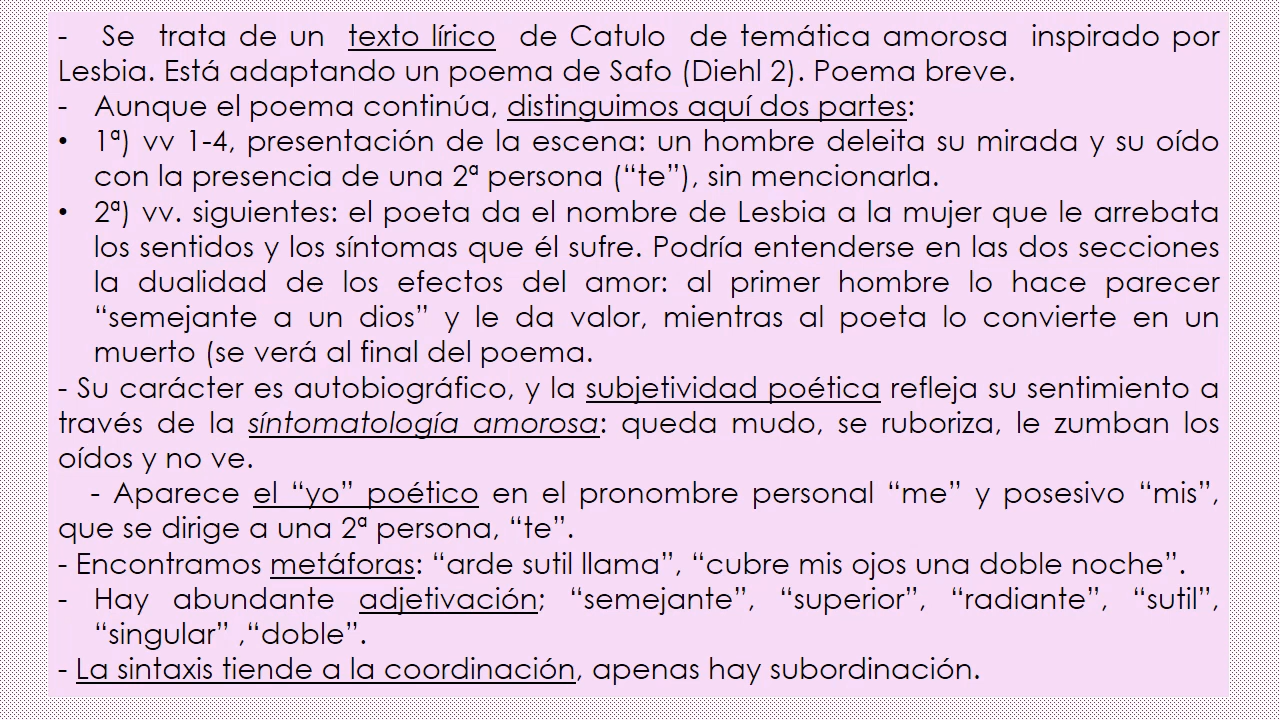 - Se trata de un texto lírico de Catulo de temática amorosa inspirado por
Lesbia. Está adaptando un poema de Safo (Diehl 2). Poema breve.
- Aunque el poema continúa, distinguimos aquí dos partes:
• 1ª) vv 1-4, presentación de la escena: un hombre deleita su mirada y su oído
con la presencia de una 2ª persona (“te”), sin mencionarla.
• 2ª) vv. siguientes: el poeta da el nombre de Lesbia a la mujer que le arrebata
los sentidos y los síntomas que él sufre. Podría entenderse en las dos secciones
la dualidad de los efectos del amor: al primer hombre lo hace parecer
“semejante a un dios” y le da valor, mientras al poeta lo convierte en un
muerto (se verá al final del poema.
- Su carácter es autobiográfico, y la subjetividad poética refleja su sentimiento a
través de la síntomatología amorosa: queda mudo, se ruboriza, le zumban los
oídos y no ve.
- Aparece el “yo” poético en el pronombre personal “me” y posesivo “mis”,
que se dirige a una 2ª persona, “te”.
- Encontramos metáforas: “arde sutil llama”, “cubre mis ojos una doble noche”.
- Hay abundante adjetivación; “semejante”, “superior”, “radiante”, “sutil”,
“singular” ,“doble”.
- La sintaxis tiende a la coordinación, apenas hay subordinación.